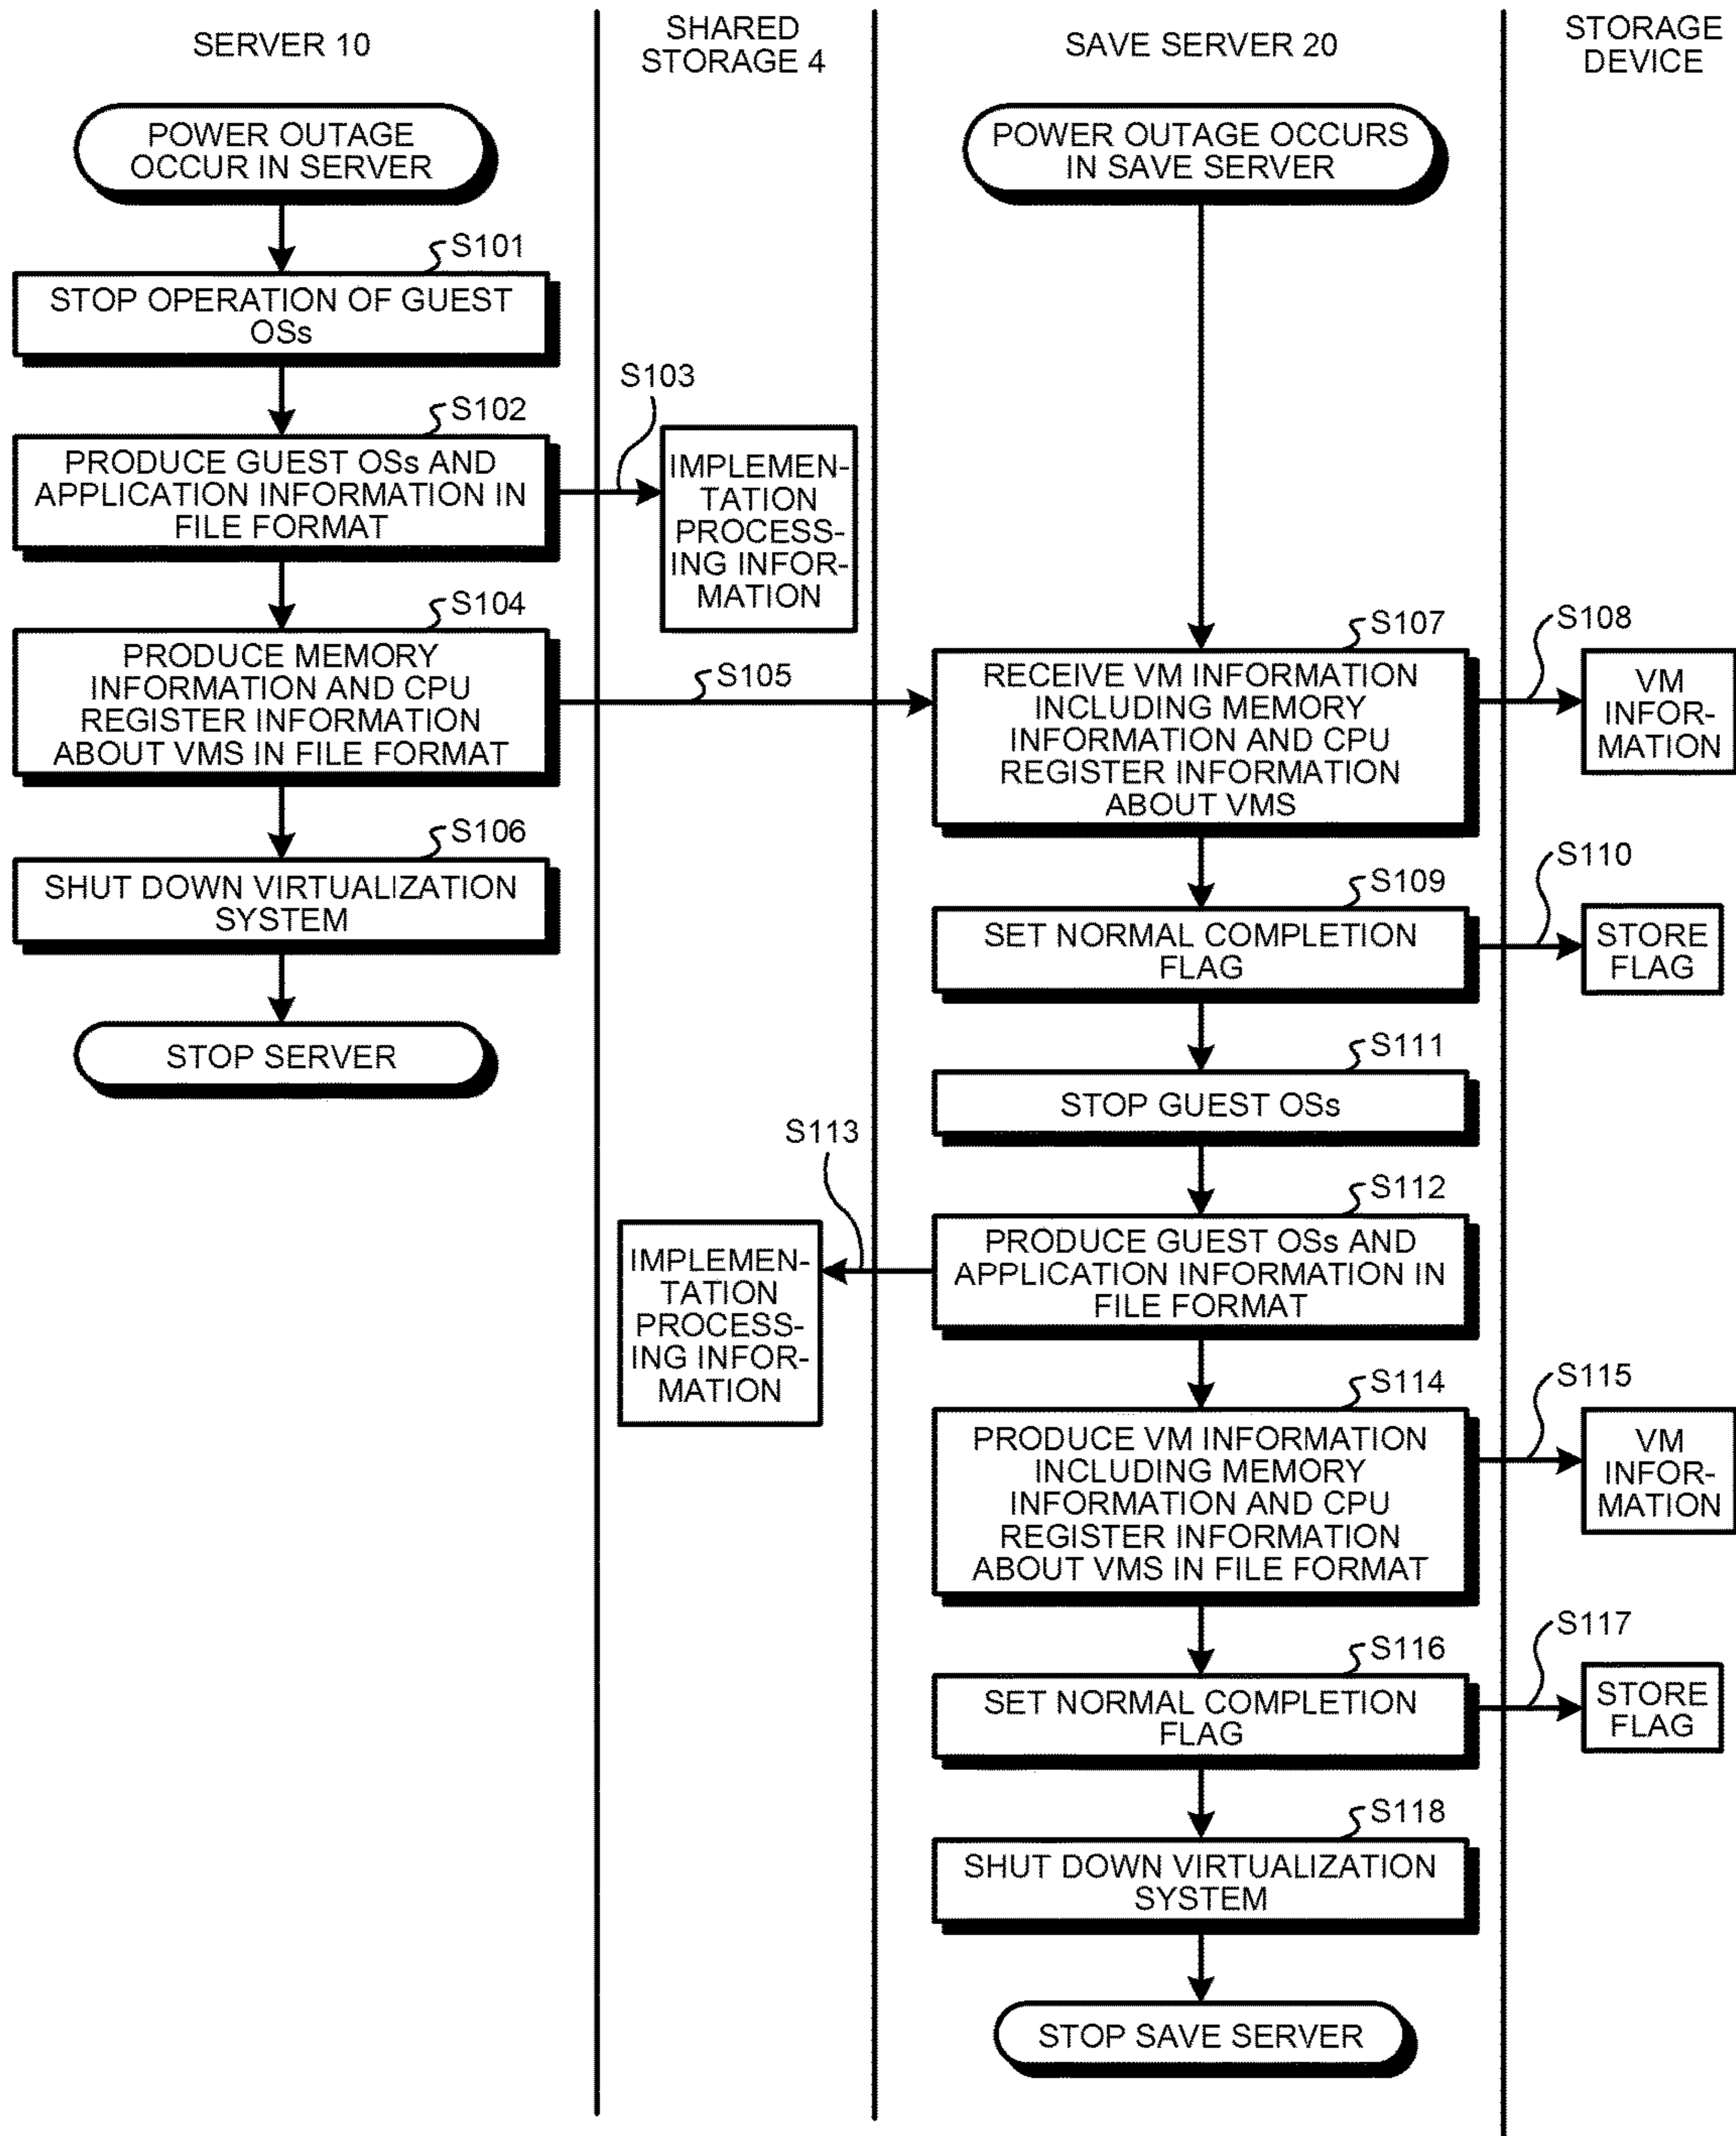 SERVER 10
SHARED
STORAGE 4
SAVE SERVER 20
STORAGE
DEVICE
POWER OUTAGE
OCCUR IN SERVER
POWER OUTAGE OCCURS
IN SAVE SERVER
S101
STOP OPERATION OF GUEST
OSs
S102
PRODUCE GUEST OSs AND
APPLICATION INFORMATION IN
FILE FORMAT
S103
IMPLEMEN-
TATION
PROCESS-
ING INFOR-
MATION
S104
PRODUCE MEMORY
INFORMATION AND CPU
REGISTER INFORMATION
ABOUT VMS IN FILE FORMAT
S105
S106
SHUT DOWN VIRTUALIZATION
SYSTEM
STOP SERVER
S107
RECEIVE VM INFORMATION
INCLUDING MEMORY
INFORMATION AND CPU
REGISTER INFORMATION
ABOUT VMS
S108
VM
INFOR-
MATION
S109
SET NORMAL COMPLETION
FLAG
S110
STORE
FLAG
S111
STOP GUEST OSs
S112
PRODUCE GUEST OSs AND
APPLICATION INFORMATION IN
FILE FORMAT
S113
IMPLEMEN-
TATION
PROCESS-
ING INFOR-
MATION
S114
PRODUCE VM INFORMATION
INCLUDING MEMORY
INFORMATION AND CPU
REGISTER INFORMATION
ABOUT VMS IN FILE FORMAT
S115
VM
INFOR-
MATION
S116
SET NORMAL COMPLETION
FLAG
S117
STORE
FLAG
S118
SHUT DOWN VIRTUALIZATION
SYSTEM
STOP SAVE SERVER